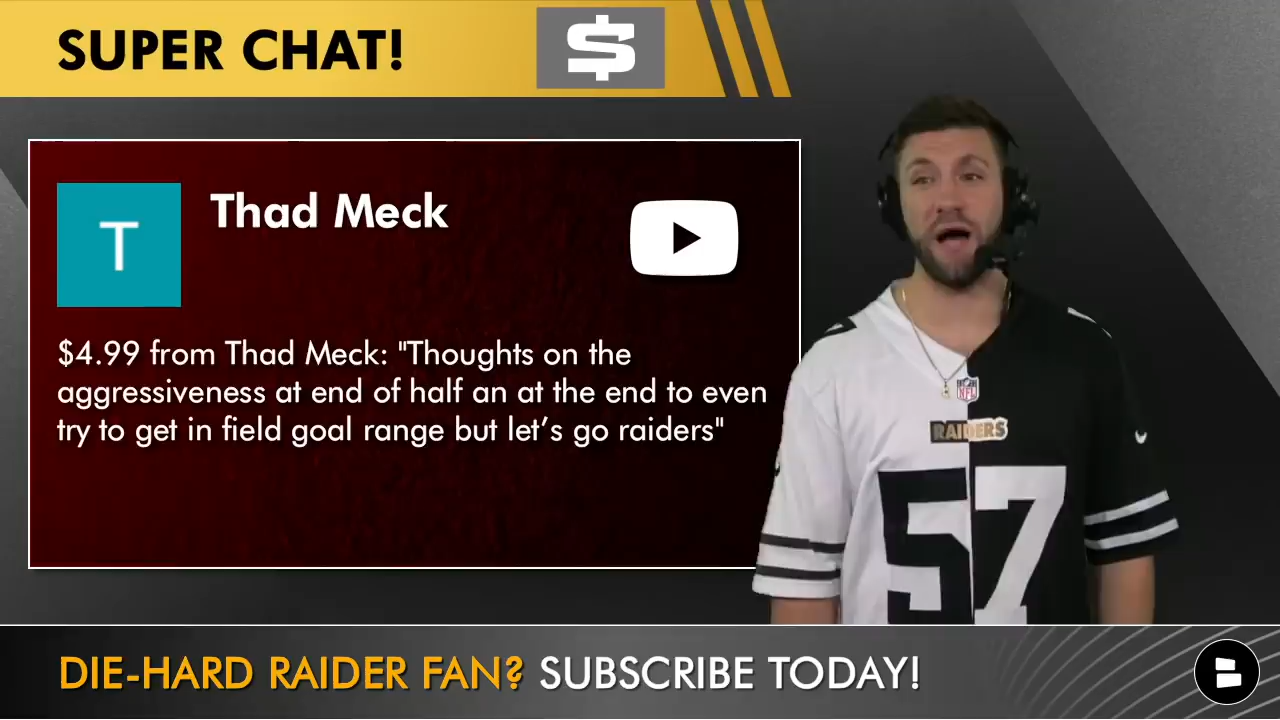 SUPER CHAT!
$
T
Thad Meck
$4.99 from Thad Meck: "Thoughts on the
aggressiveness at end of half an at the end to even
try to get in field goal range but let’s go raiders"
NFL
RAIDERS
57
DIE-HARD RAIDER FAN? SUBSCRIBE TODAY!